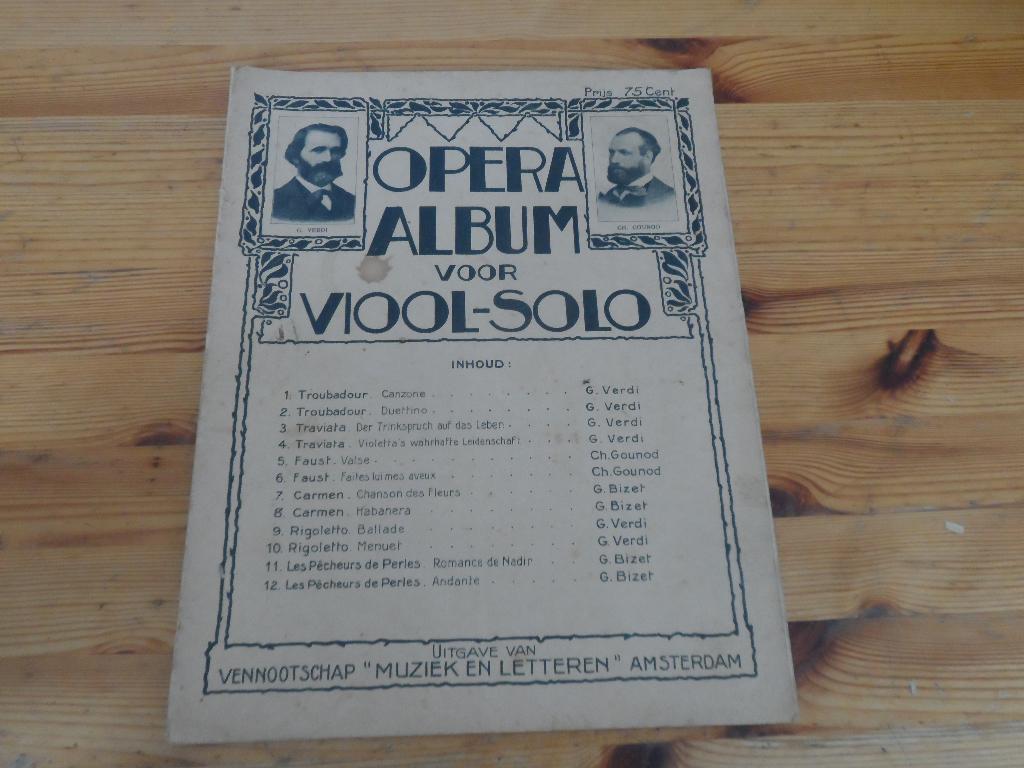 Prijs 75 Cent
G. VERDI
CH. GOUNOD
OPERA
ALBUM
VOOR
VIOOL-SOLO
INHOUD:
1. Troubadour. Canzone . . . . . . . . G. Verdi
2. Troubadour. Duettino . . . . . . . . G. Verdi
3. Traviata. Der Trinkspruch auf das Leben . . . . . G. Verdi
4. Traviata. Violetta's wahrhafte Leidenschaft . . . . G. Verdi
5. Faust. Valse . . . . . . . . . . . Ch. Gounod
6. Faust. Faites lui mes aveux . . . . . . . Ch. Gounod
7. Carmen. Chanson des Fleurs . . . . . . G. Bizet
8. Carmen. Habanera . . . . . . . . G. Bizet
9. Rigoletto. Ballade . . . . . . . . G. Verdi
10. Rigoletto. Menuet . . . . . . . . G. Verdi
11. Les Pêcheurs de Perles. Romance de Nadir . . . G. Bizet
12. Les Pêcheurs de Perles. Andante . . . . . G. Bizet
UITGAVE VAN
VENNOOTSCHAP "MUZIEK EN LETTEREN" AMSTERDAM